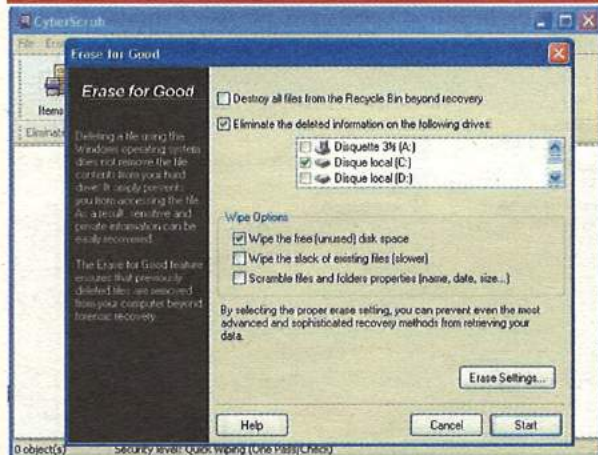 CyberScrub
File
Erase for Good
Items
Eliminate
Erase for Good
Deleting a file using the
Windows operating system
does not remove the file
contents from your hard
drive. It simply prevents
you from accessing the file.
As a result, sensitive and
private information can be
easily recovered.
The Erase for Good feature
ensures that previously
deleted files are removed
from your computer beyond
forensic recovery.
Destroy all files from the Recycle Bin beyond recovery
Eliminate the deleted information on the following drives:
Disquette 3½ (A:)
Disque local (C:)
Disque local (D:)
Wipe Options
Wipe the free (unused) disk space
Wipe the slack of existing files (slower)
Scramble files and folders properties (name, date, size...)
By selecting the proper erase setting, you can prevent even the most
advanced and sophisticated recovery methods from retrieving your
data.
Erase Settings...
Help
Cancel
Start
0 object(s)
Security level: Quick Wiping (One Pass/Check)